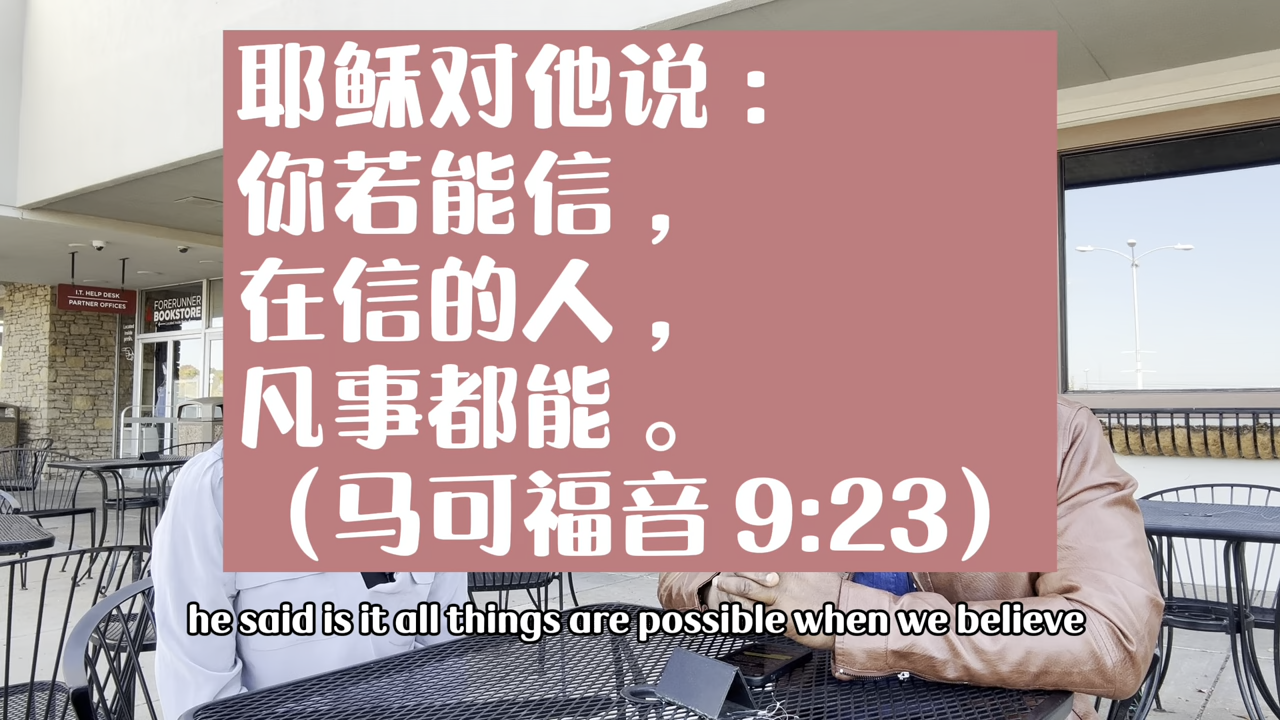 耶稣对他说：
你若能信，
在信的人，
凡事都能。
（马可福音 9:23）
I.T. HELP DESK
PARTNER OFFICES
FORERUNNER
BOOKSTORE
he said is it all things are possible when we believe